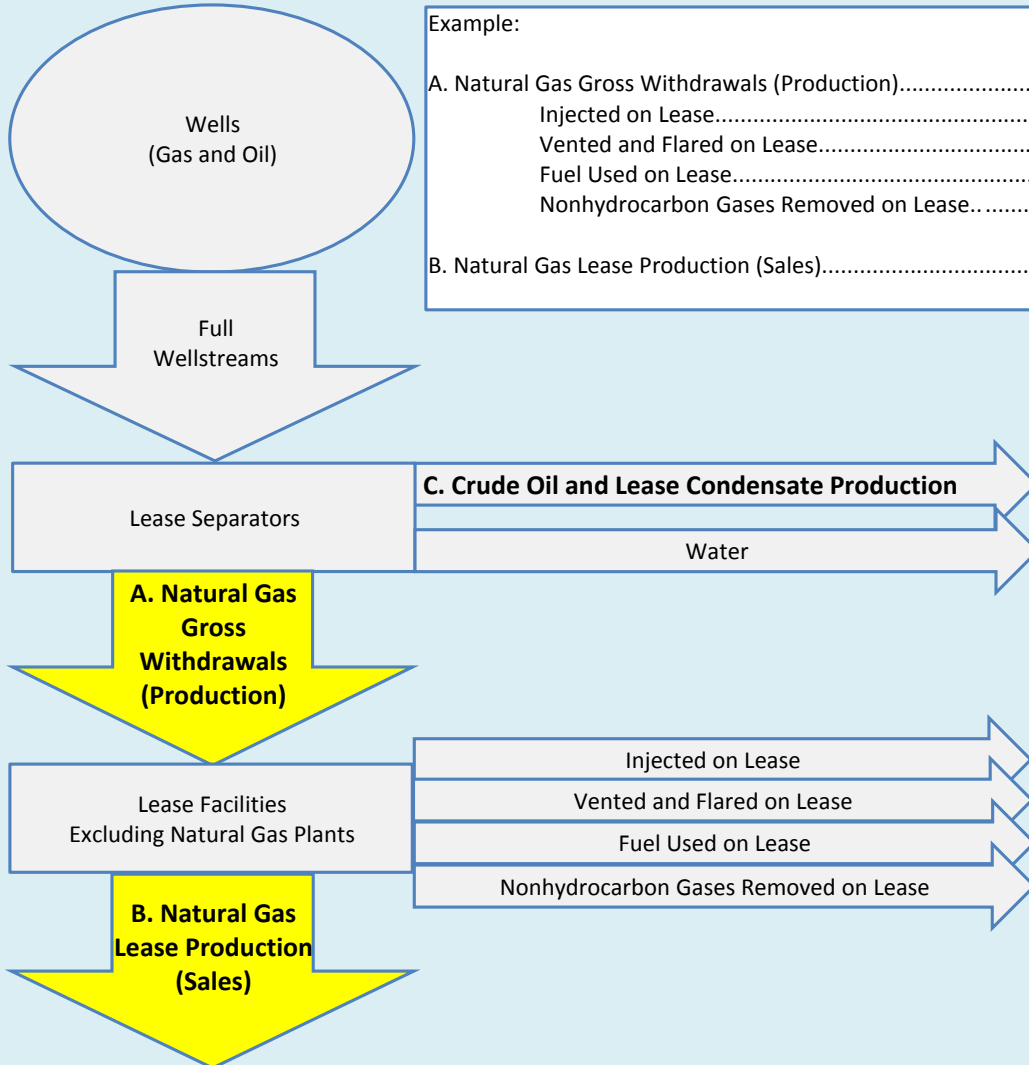 Example:
A. Natural Gas Gross Withdrawals (Production)...................
Injected on Lease...............................................
Vented and Flared on Lease................................
Fuel Used on Lease............................................
Nonhydrocarbon Gases Removed on Lease.. ......
B. Natural Gas Lease Production (Sales)..............................
Wells
(Gas and Oil)
Full
Wellstreams
Lease Separators
C. Crude Oil and Lease Condensate Production
Water
A. Natural Gas
Gross
Withdrawals
(Production)
Lease Facilities
Excluding Natural Gas Plants
Injected on Lease
Vented and Flared on Lease
Fuel Used on Lease
Nonhydrocarbon Gases Removed on Lease
B. Natural Gas
Lease Production
(Sales)